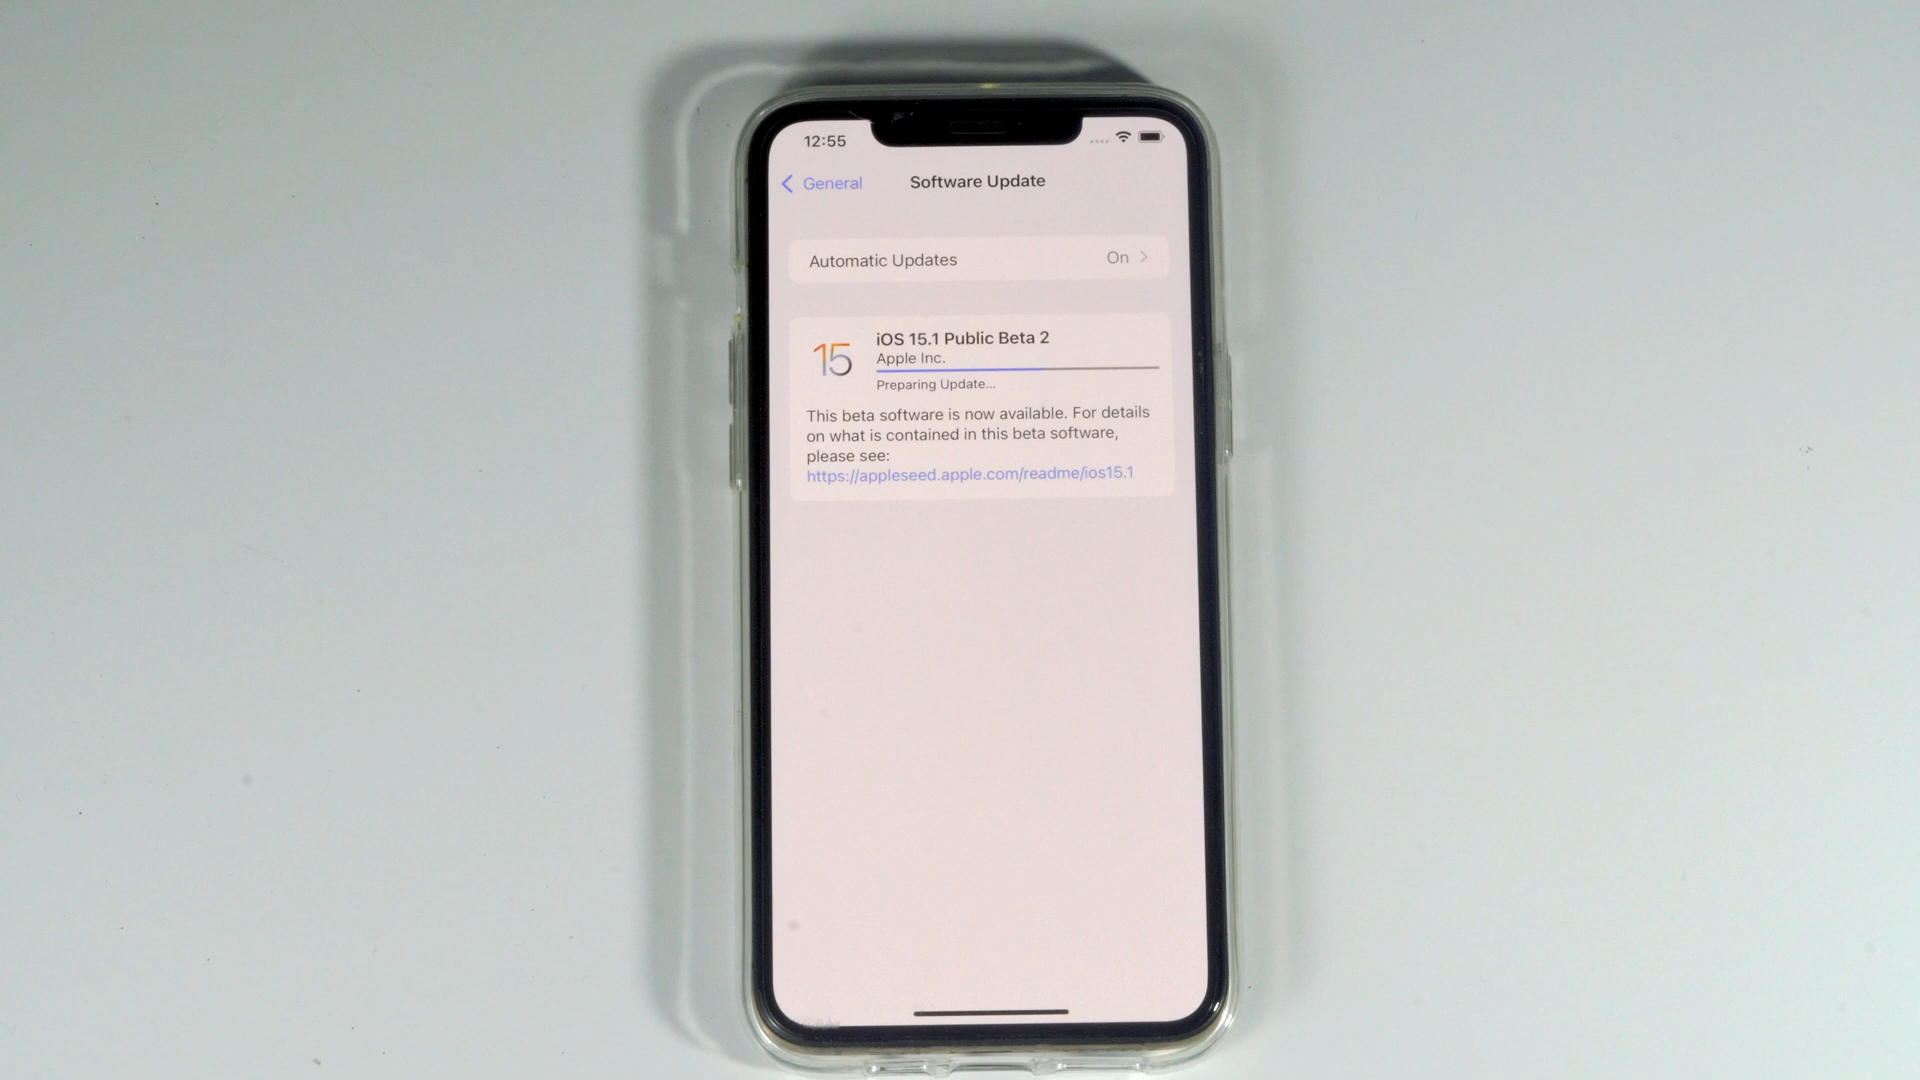 12:55
General
Software Update
Automatic Updates
On
15
iOS 15.1 Public Beta 2
Apple Inc.
Preparing Update...
This beta software is now available. For details
on what is contained in this beta software,
please see:
https://appleseed.apple.com/readme/ios15.1